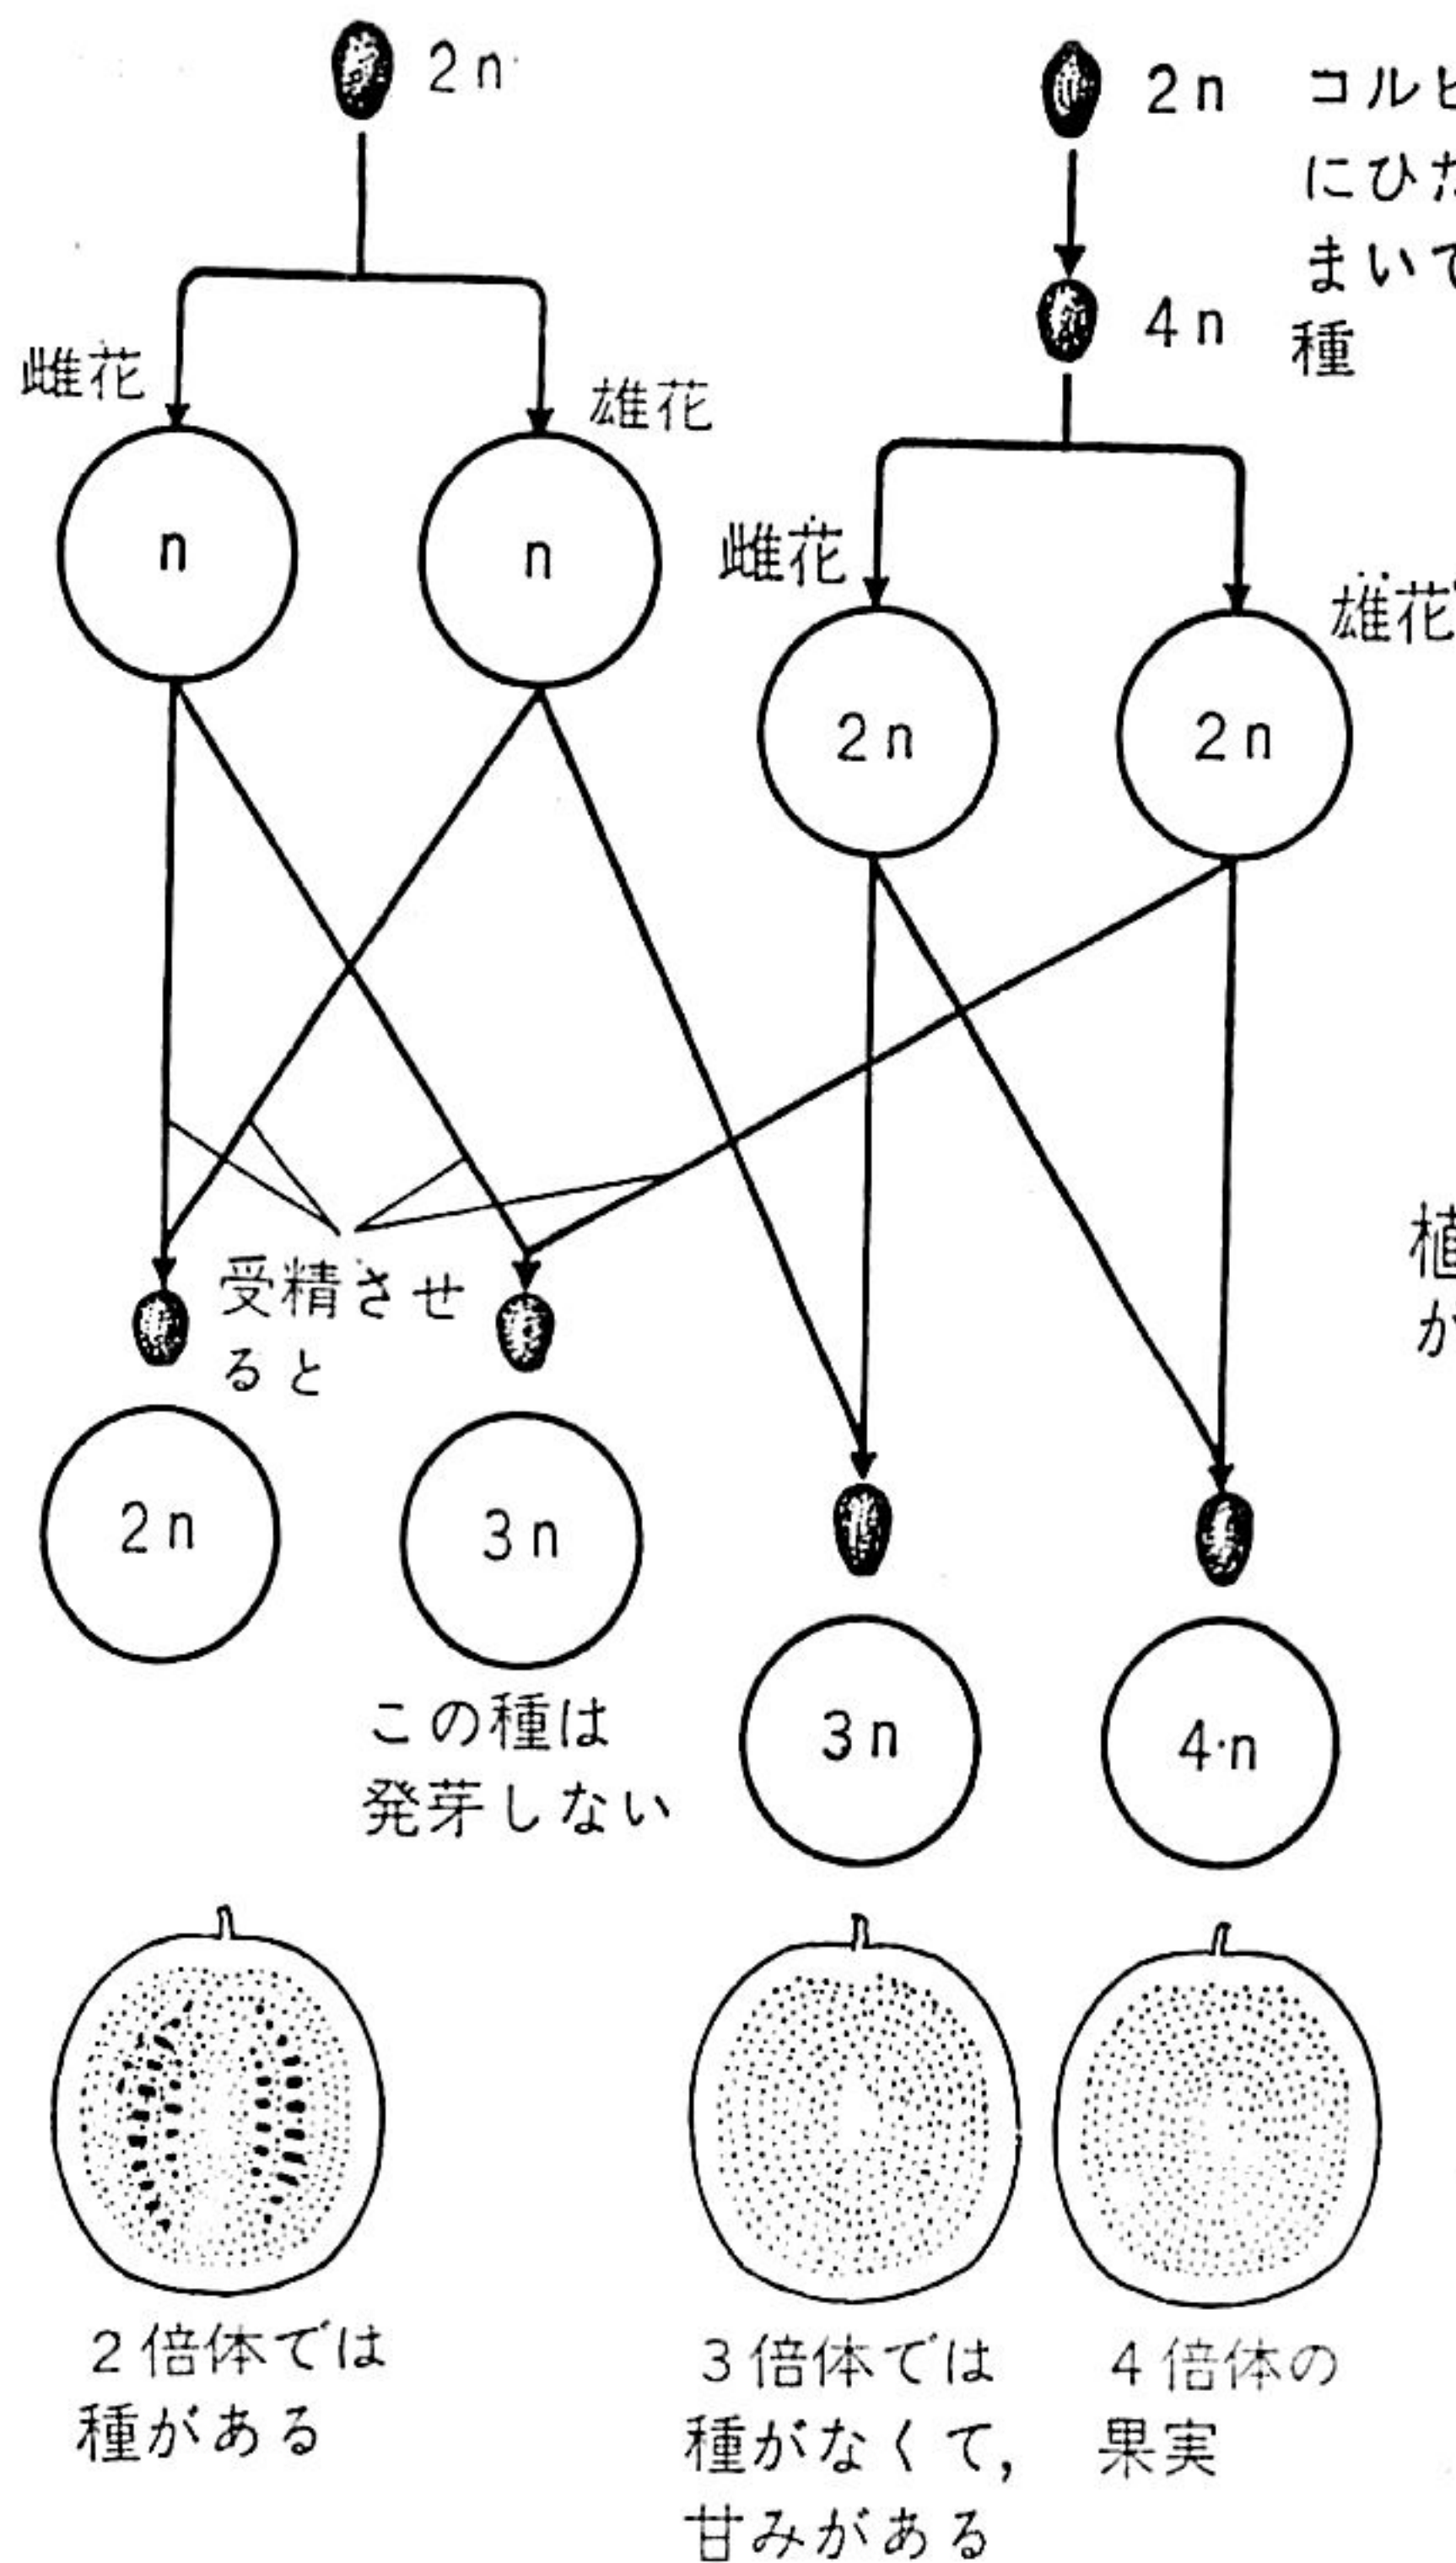 2n
2n
コルヒ
にひた
まいて
種
4n
雌花
雄花
n
n
雌花
雄花
2n
2n
植
か
受精させ
ると
2n
3n
この種は
発芽しない
3n
4·n
2倍体では
種がある
3倍体では
種がなくて,
甘みがある
4倍体の
果実